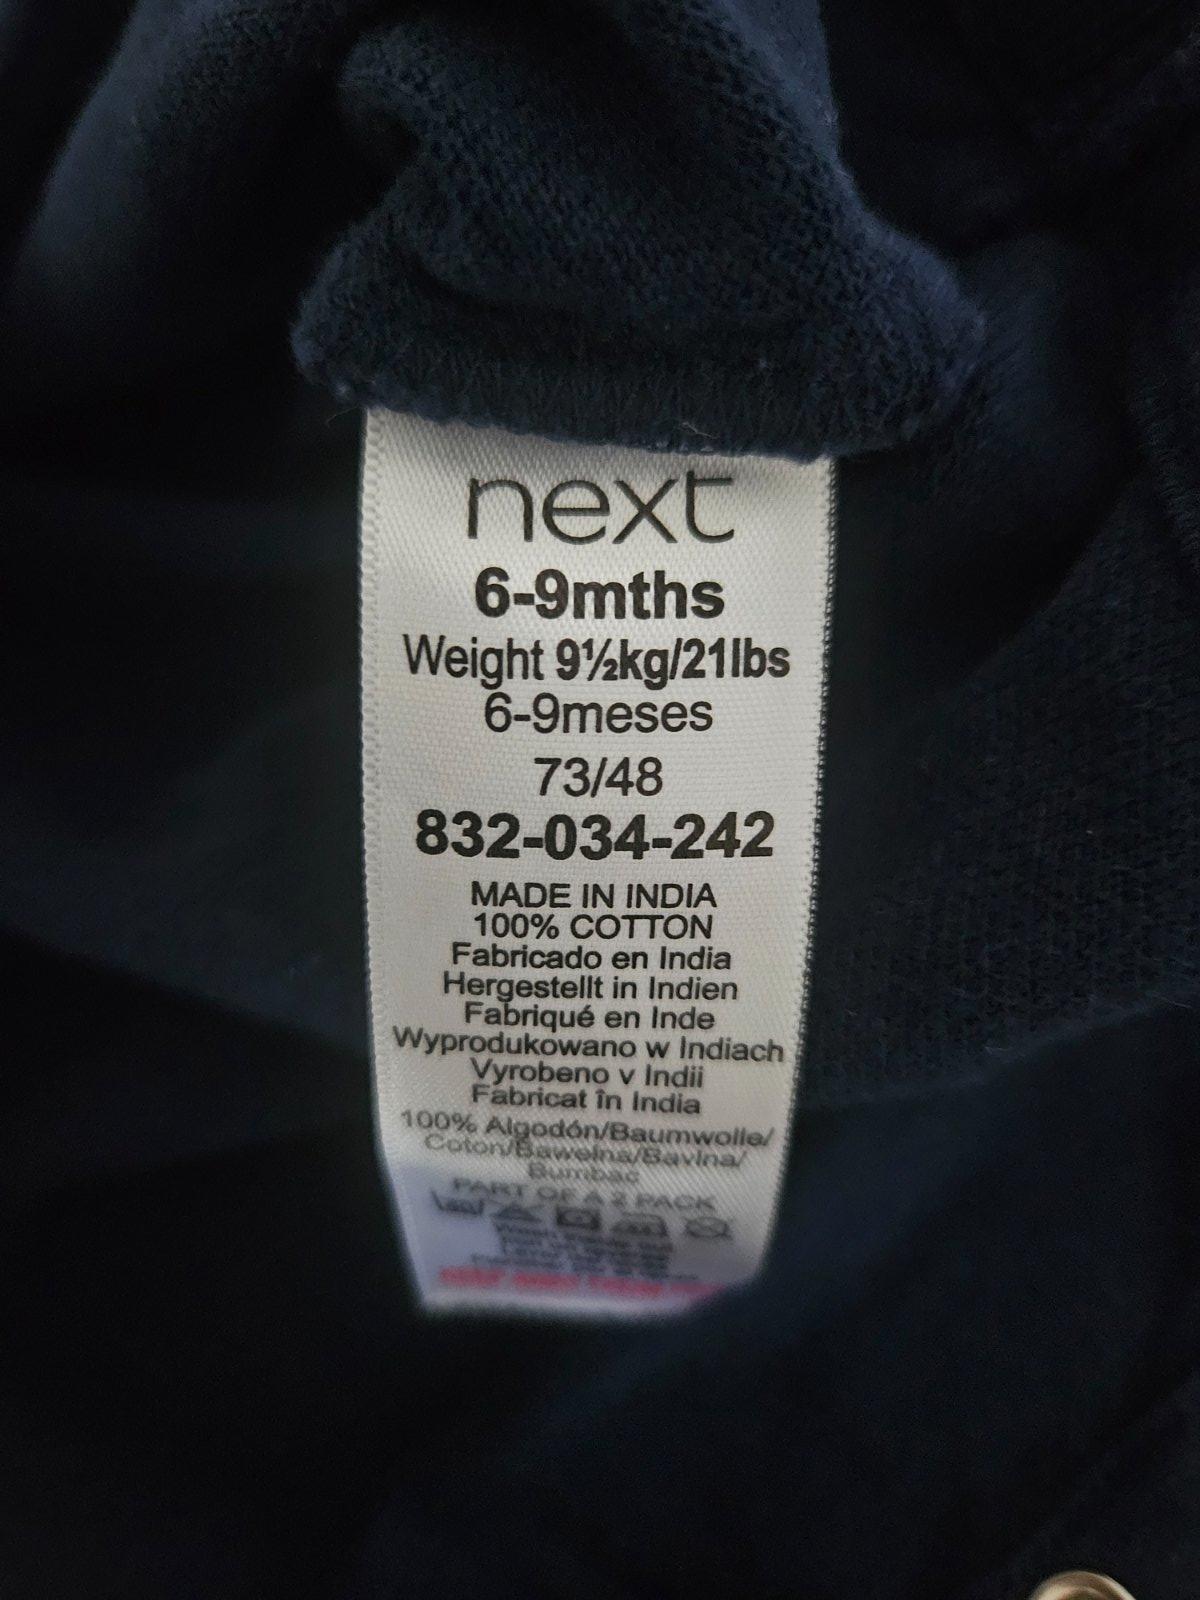 next
6-9mths
Weight 9½kg/21lbs
6-9meses
73/48
832-034-242
MADE IN INDIA
100% COTTON
Fabricado en India
Hergestellt in Indien
Fabriqué en Inde
Wyprodukowano w Indiach
Vyrobeno v Indii
Fabricat în India
100% Algodón/Baumwolle/
Coton/Bawełna/Bavlna/
Bumbac
PART OF A 2 PACK